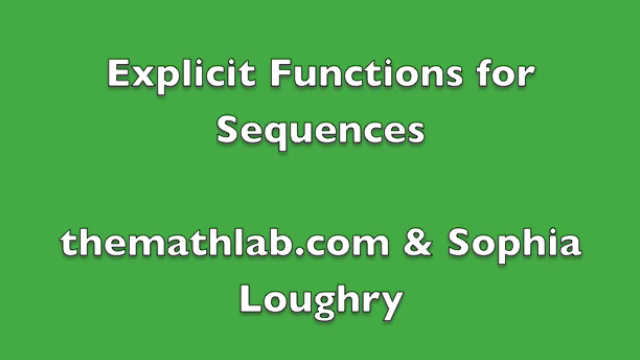 Explicit Functions for
Sequences
themathlab.com & Sophia
Loughry